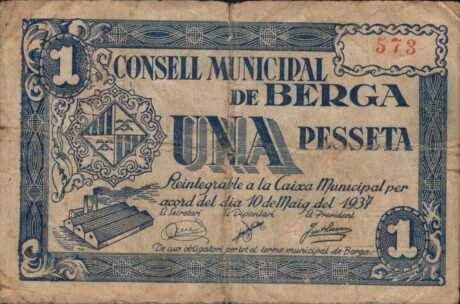 573
1 CONSELL MUNICIPAL
DE BERGA
UNA PESSETA
Reintegrable a la Caixa Municipal per
acord del dia 10 de Maig del 1937
El Secretari El Dipositari El President
De curs obligatori per tot el terme municipal de Berga.
1